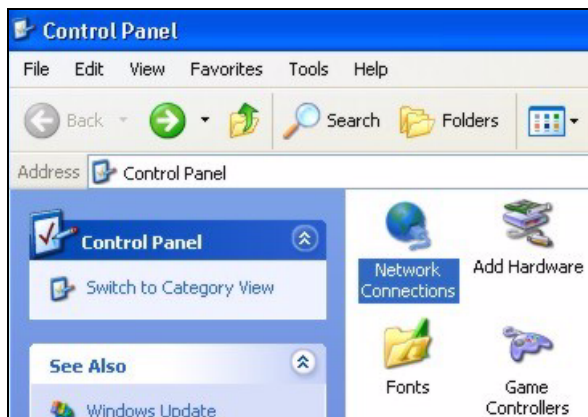 Control Panel
File Edit View Favorites Tools Help
Back Search Folders
Address Control Panel
Control Panel
Switch to Category View
See Also
Windows Update
Network
Connections
Add Hardware
Fonts
Game
Controllers